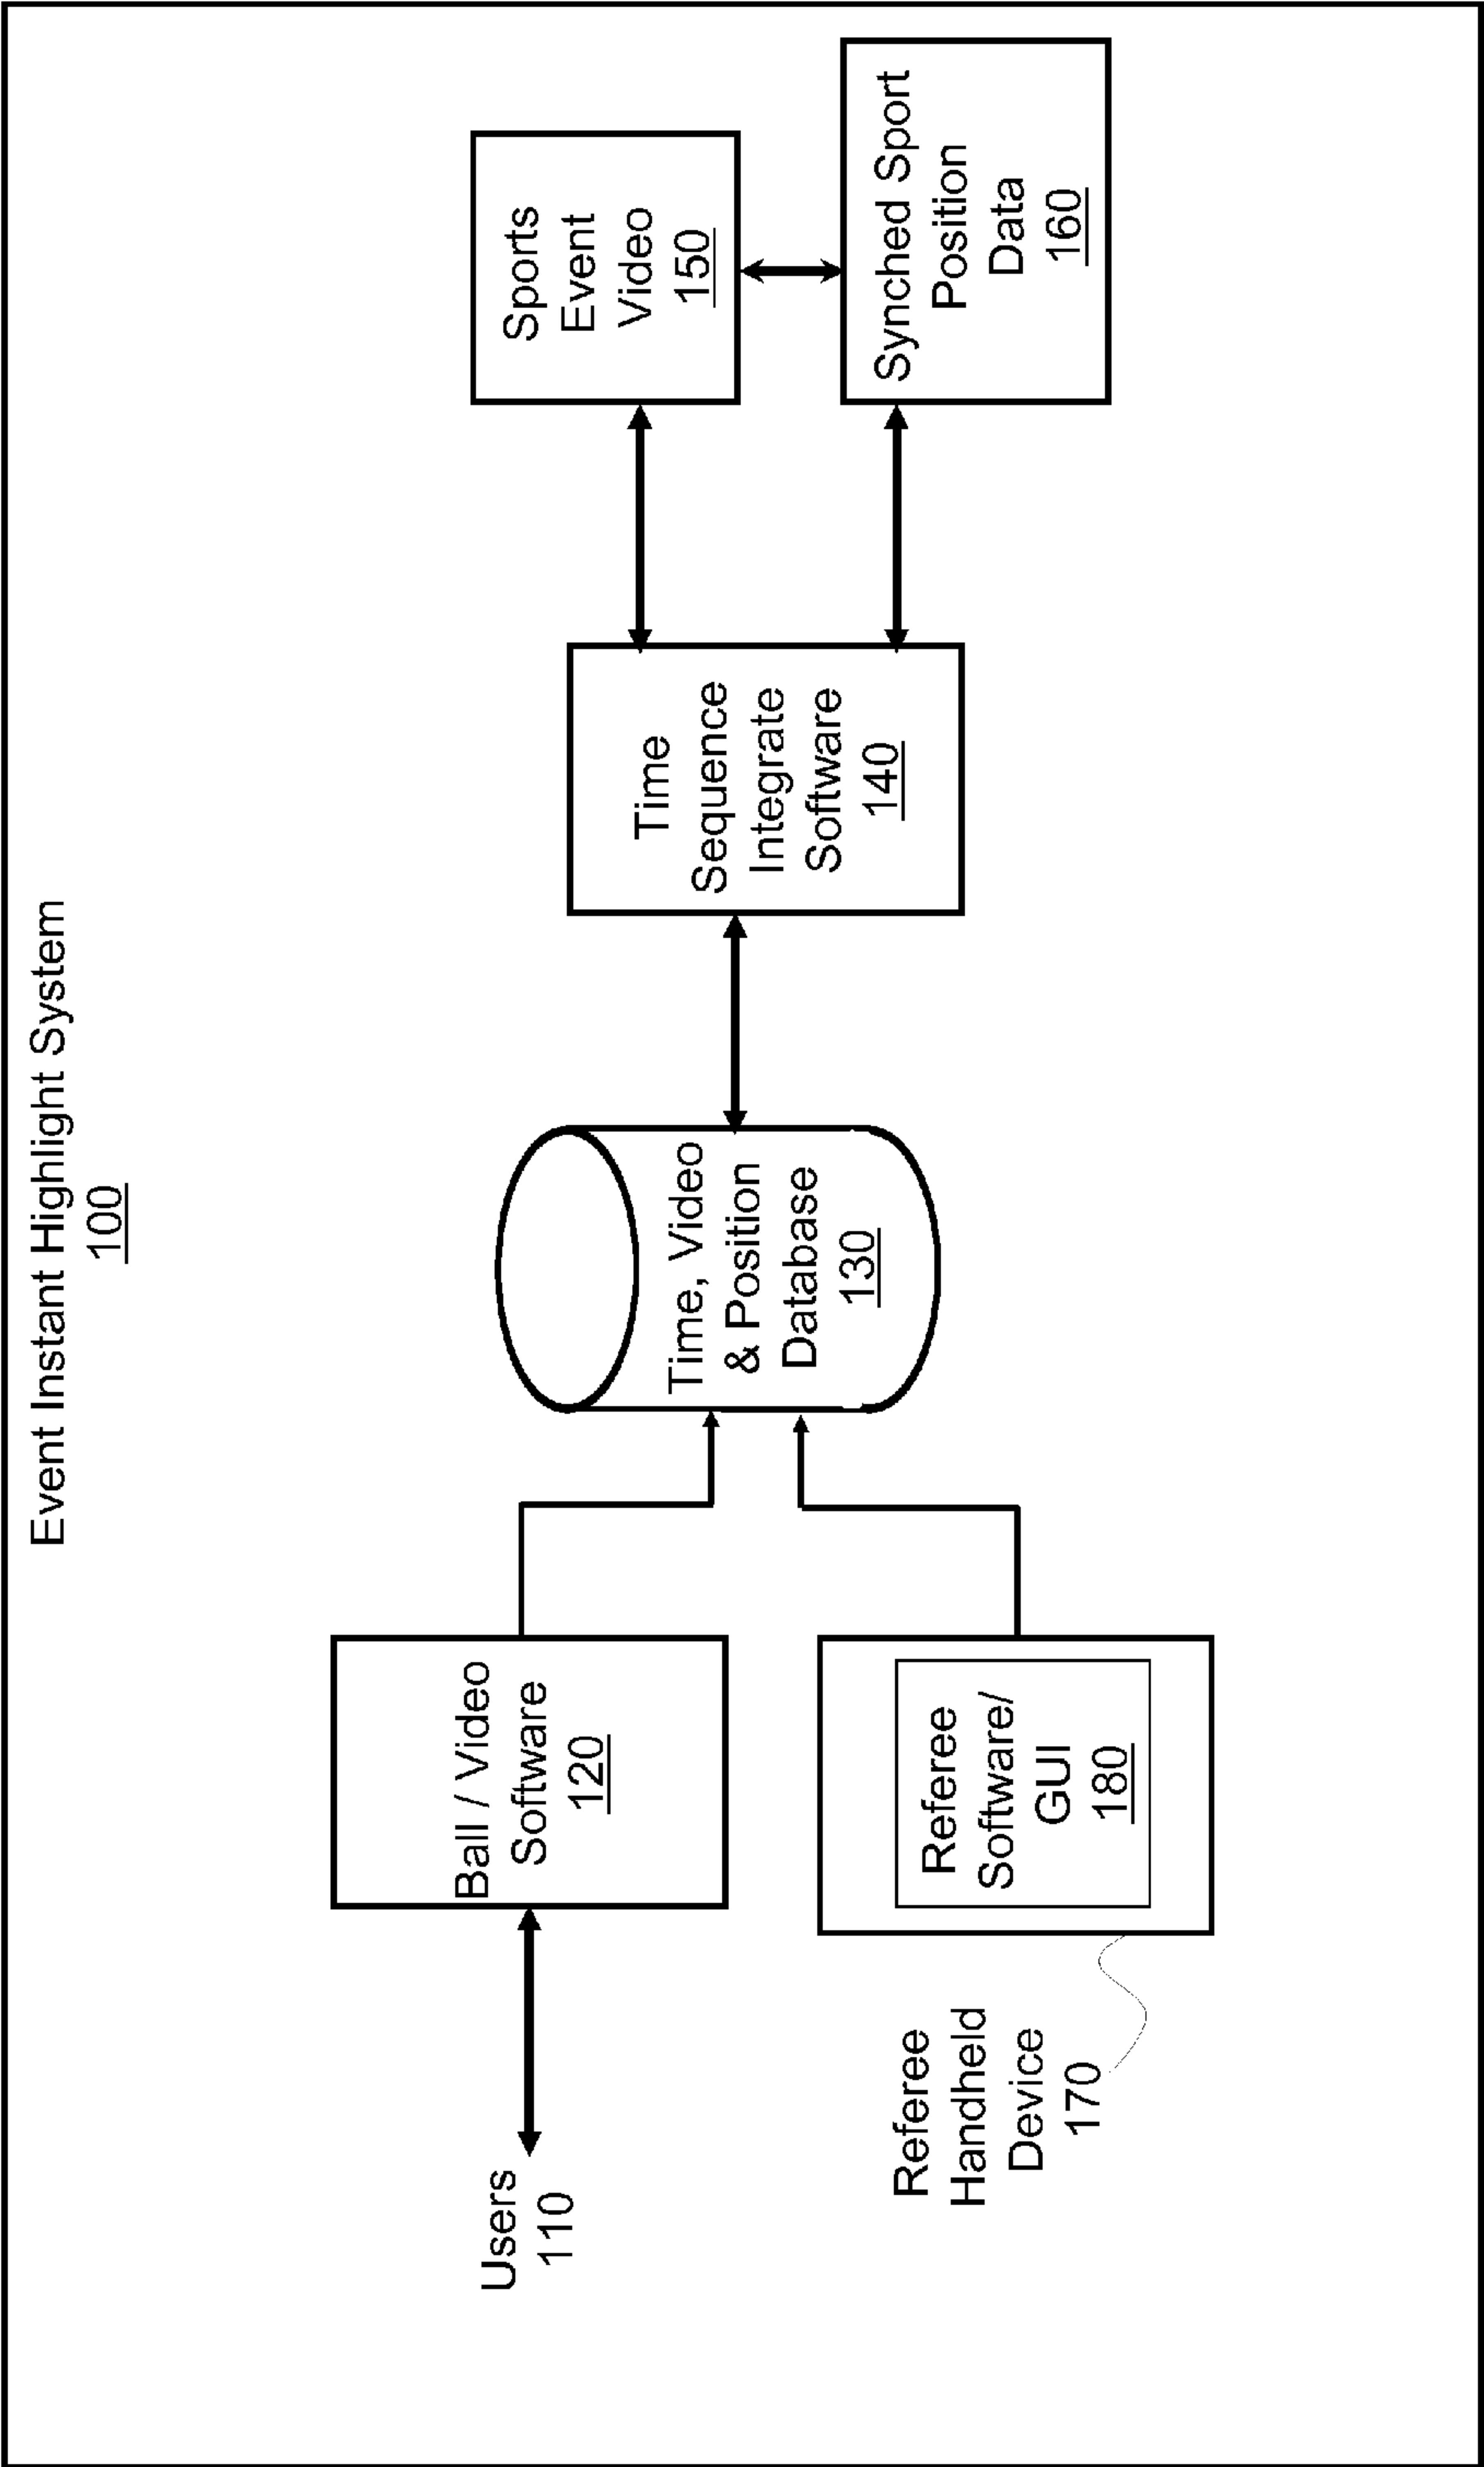 Event Instant Highlight System
100
Users
110
Ball / Video
Software
120
Referee
Handheld
Device
170
Referee
Software/
GUI
180
Time, Video
& Position
Database
130
Time
Sequence
Integrate
Software
140
Sports
Event
Video
150
Synched Sport
Position
Data
160